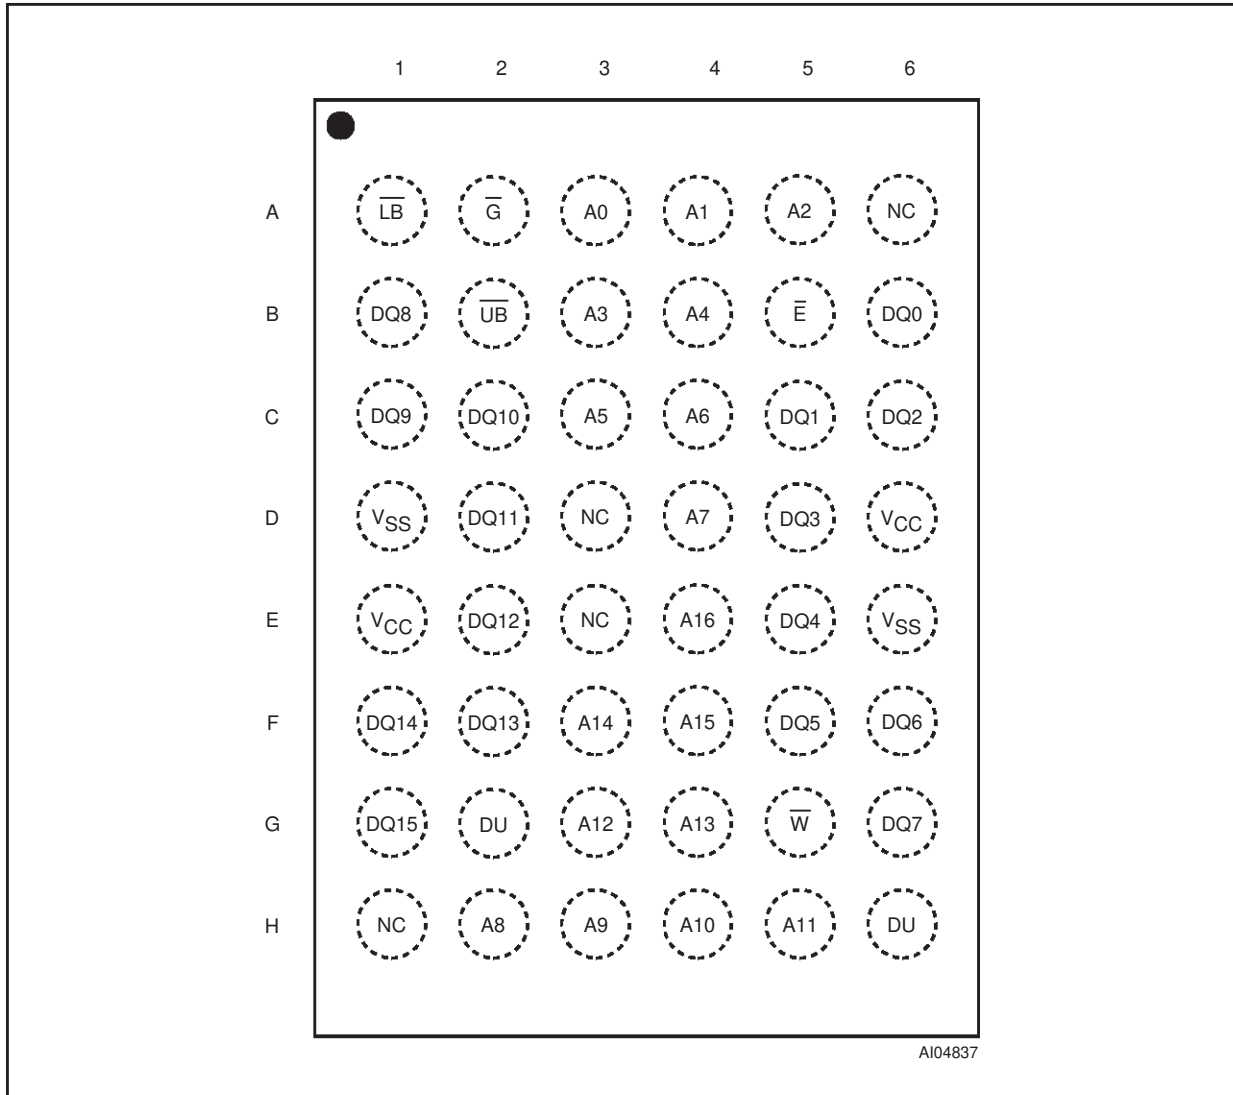 1 2 3 4 5 6
A L̅B̅ G̅ A0 A1 A2 NC
B DQ8 U̅B̅ A3 A4 E̅ DQ0
C DQ9 DQ10 A5 A6 DQ1 DQ2
D VSS DQ11 NC A7 DQ3 VCC
E VCC DQ12 NC A16 DQ4 VSS
F DQ14 DQ13 A14 A15 DQ5 DQ6
G DQ15 DU A12 A13 W̅ DQ7
H NC A8 A9 A10 A11 DU
AI04837